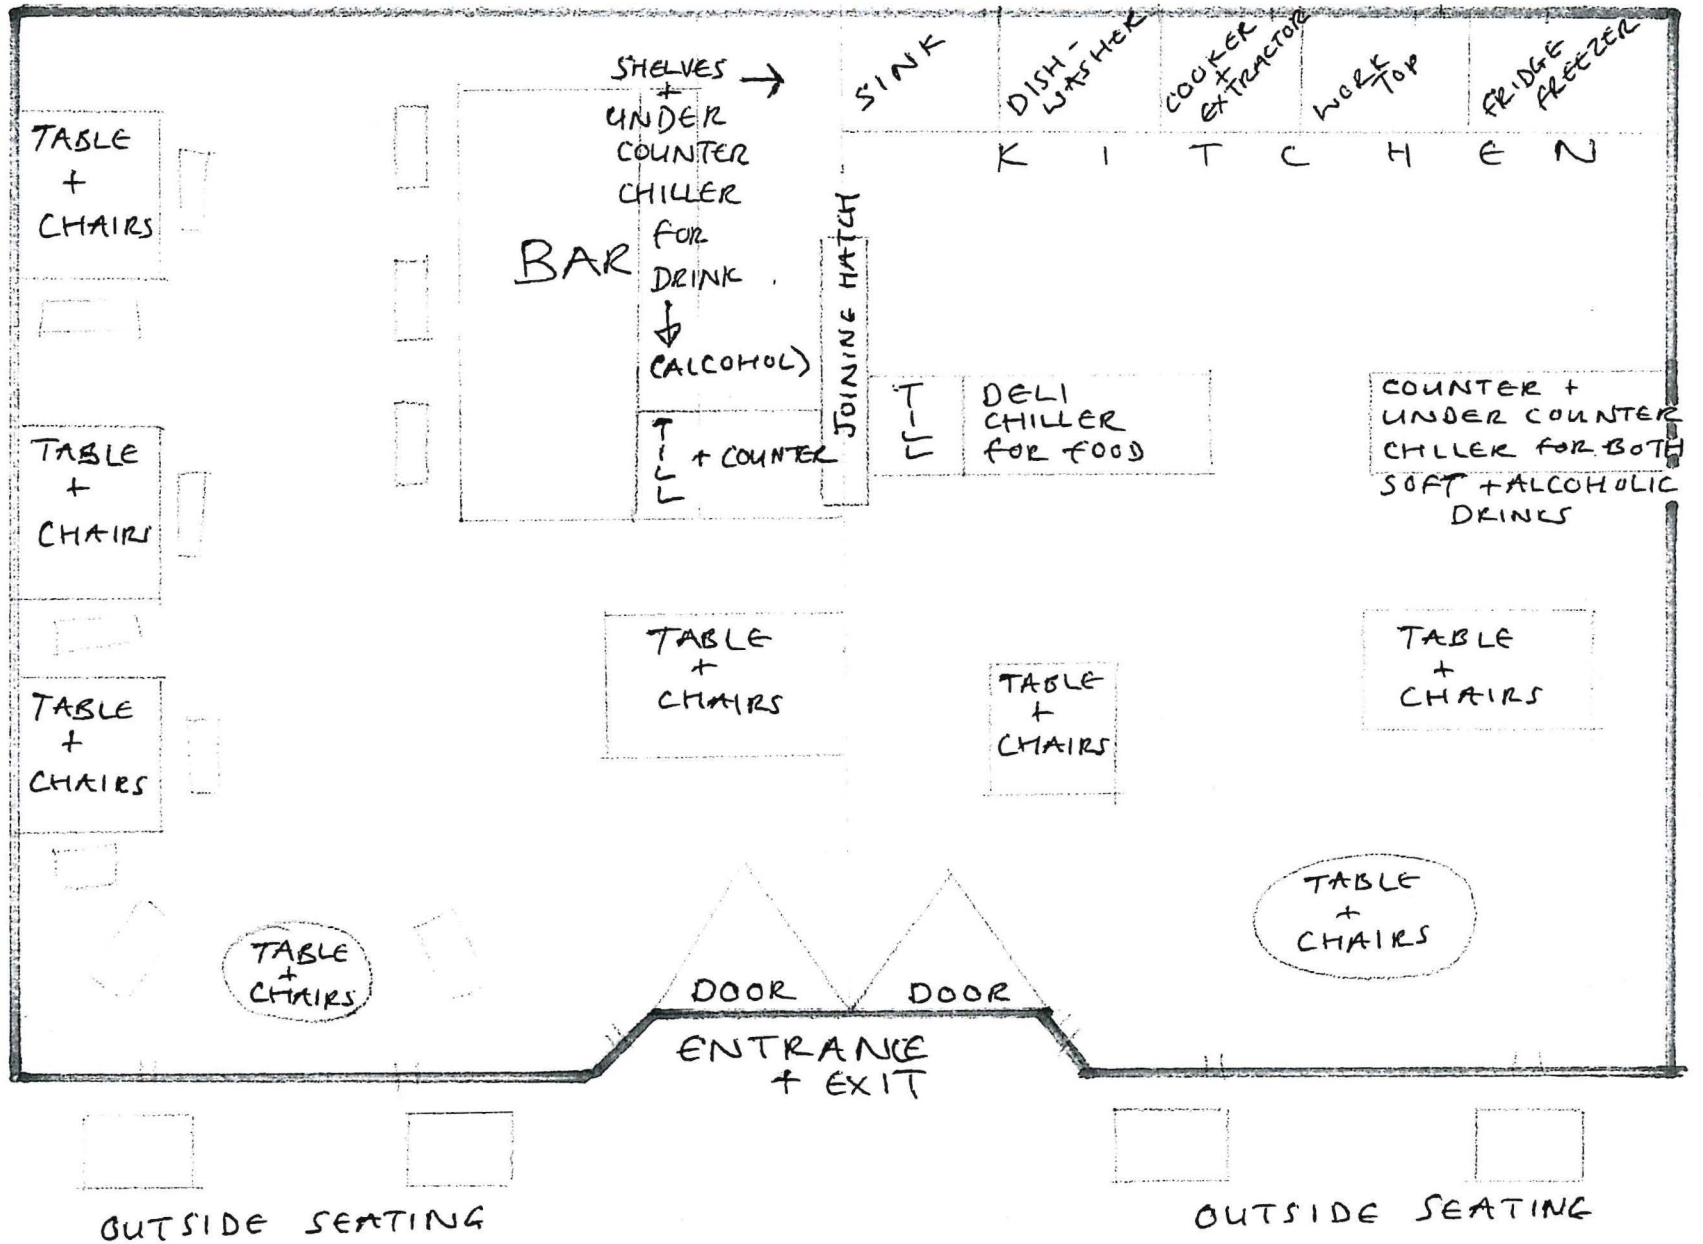 SHELVES →
+
UNDER
COUNTER
CHILLER
FOR
DRINK
↓
(ALCOHOL)
BAR
TILL
+ COUNTER
JOINING HATCH
SINK
DISH-
WASHER
COOKER
+
EXTRACTOR
WORK
TOP
FRIDGE
FREEZER
KITCHEN
TILL
DELI
CHILLER
FOR FOOD
COUNTER +
UNDER COUNTER
CHLLER FOR BOTH
SOFT + ALCOHOLIC
DRINKS
TABLE
+
CHAIRS
TABLE
+
CHAIRS
TABLE
+
CHAIRS
TABLE
+
CHAIRS
TABLE
+
CHAIRS
TABLE
+
CHAIRS
TABLE
+
CHAIRS
TABLE
+
CHAIRS
DOOR
DOOR
ENTRANCE
+ EXIT
OUTSIDE SEATING
OUTSIDE SEATING